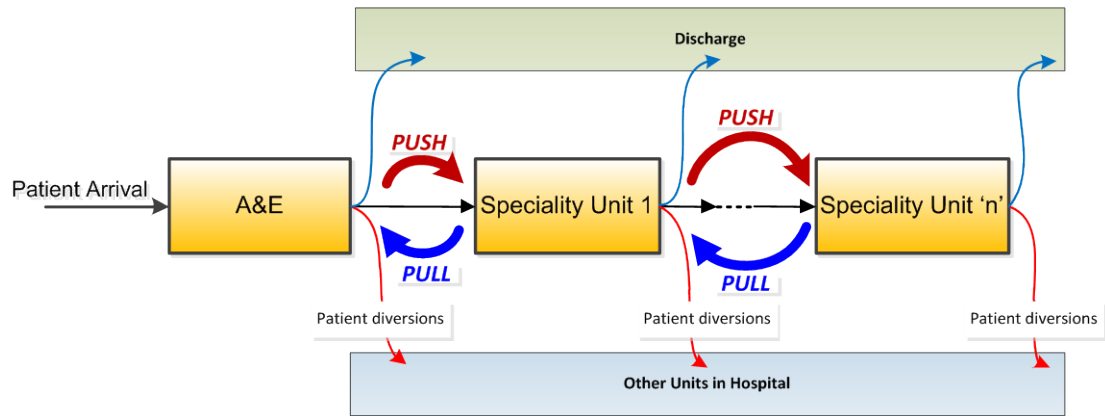 Discharge
PUSH
PUSH
Patient Arrival
A&E
Speciality Unit 1
Speciality Unit ‘n’
PULL
PULL
Patient diversions
Patient diversions
Patient diversions
Other Units in Hospital